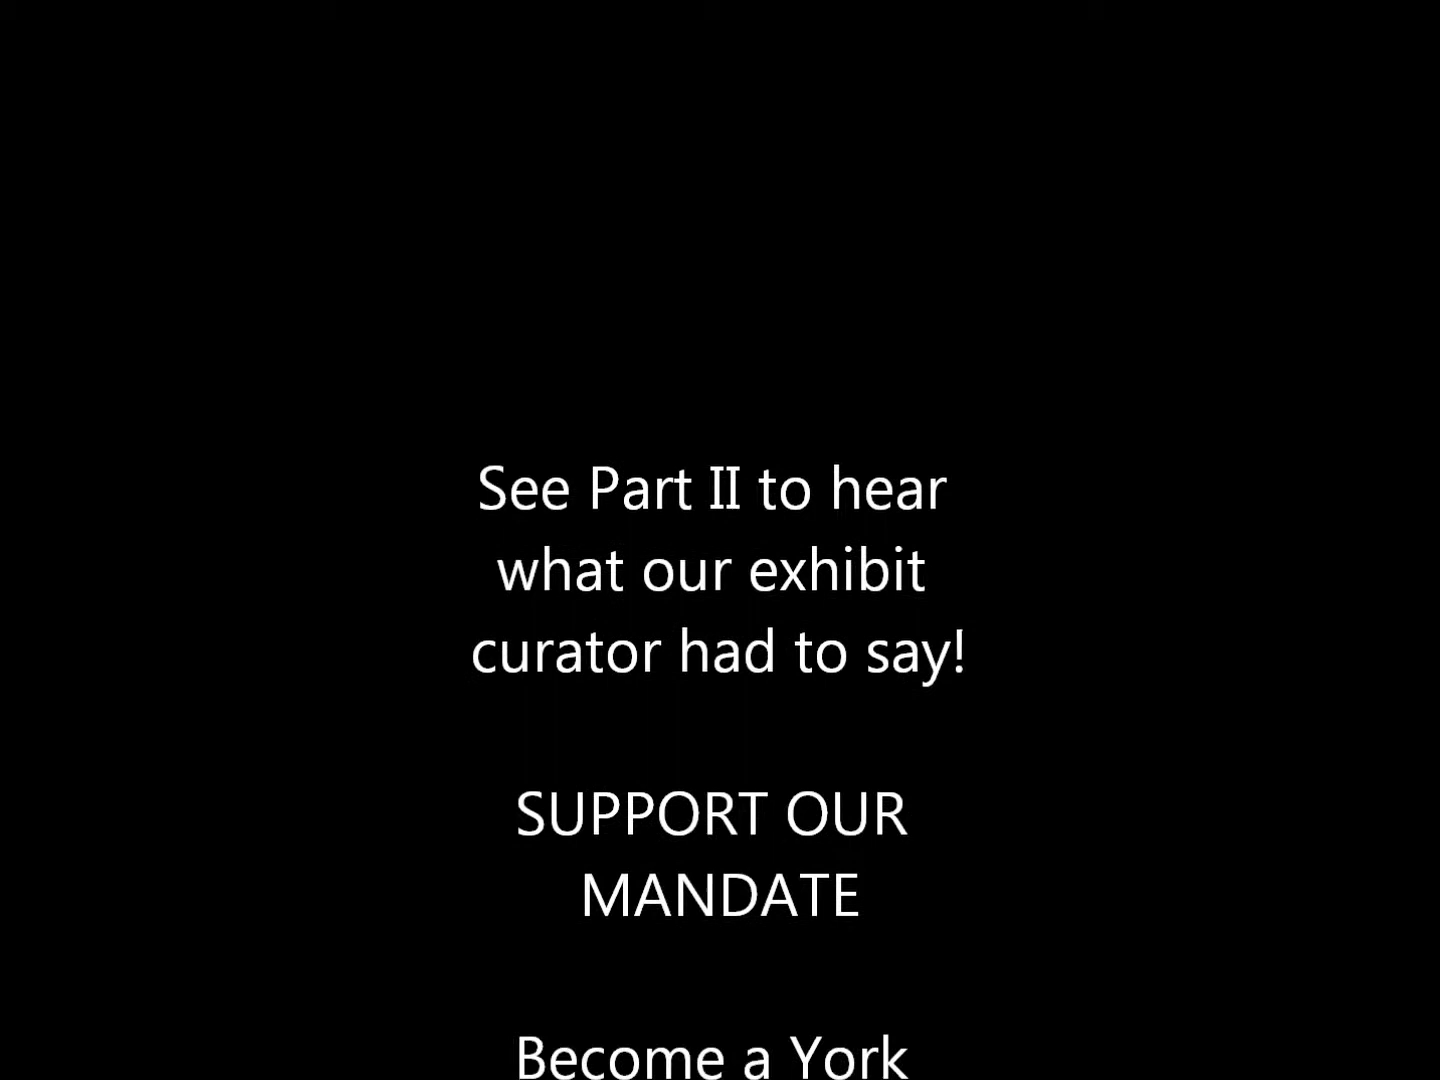 See Part II to hear
what our exhibit
curator had to say!
SUPPORT OUR
MANDATE
Become a York